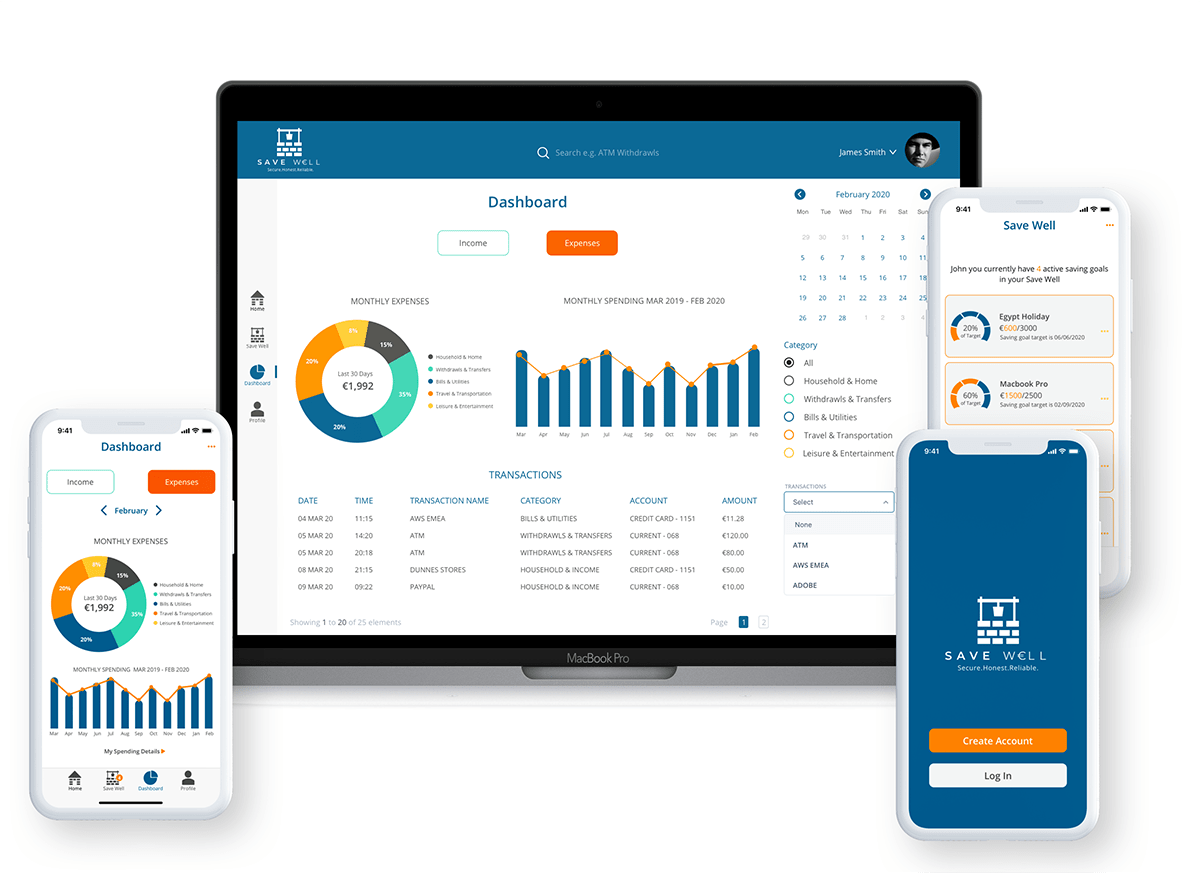 SAVE W€LL
Secure.Honest.Reliable.
Search e.g. ATM Withdrawls
James Smith
Dashboard
Income
Expenses
Home
Save Well
Dashboard
Profile
MONTHLY EXPENSES
8%
15%
20%
35%
20%
Last 30 Days
€1,992
Household & Home
Withdrawls & Transfers
Bills & Utilities
Travel & Transportation
Leisure & Entertainment
MONTHLY SPENDING MAR 2019 - FEB 2020
Mar Apr May Jun Jul Aug Sep Oct Nov Dec Jan Feb
February 2020
Mon Tue Wed Thu Fri Sat Sun
29 30 31 1 2 3 4
5 6 7 8 9 10 11
12 13 14 15 16 17 18
19 20 21 22 23 24 25
26 27 28 1 2 3 4
Category
All
Household & Home
Withdrawls & Transfers
Bills & Utilities
Travel & Transportation
Leisure & Entertainment
TRANSACTIONS
Select
None
ATM
AWS EMEA
ADOBE
TRANSACTIONS
DATE TIME TRANSACTION NAME CATEGORY ACCOUNT AMOUNT
04 MAR 20 11:15 AWS EMEA BILLS & UTILITIES CREDIT CARD - 1151 €11.28
05 MAR 20 14:20 ATM WITHDRAWLS & TRANSFERS CURRENT - 068 €120.00
05 MAR 20 20:18 ATM WITHDRAWLS & TRANSFERS CURRENT - 068 €80.00
08 MAR 20 21:15 DUNNES STORES HOUSEHOLD & INCOME CREDIT CARD - 1151 €50.00
09 MAR 20 09:22 PAYPAL HOUSEHOLD & INCOME CURRENT - 068 €10.00
Showing 1 to 20 of 25 elements
Page 1 2
MacBook Pro
9:41
Dashboard
Income
Expenses
February
MONTHLY EXPENSES
8%
15%
20%
35%
20%
Last 30 Days
€1,992
Household & Home
Withdrawls & Transfers
Bills & Utilities
Travel & Transportation
Leisure & Entertainment
MONTHLY SPENDING MAR 2019 - FEB 2020
Mar Apr May Jun Jul Aug Sep Oct Nov Dec Jan Feb
My Spending Details
Home
Save Well
Dashboard
Profile
9:41
Save Well
John you currently have 4 active saving goals
in your Save Well
20%
of Target
Egypt Holiday
€600/3000
Saving goal target is 06/06/2020
60%
of Target
Macbook Pro
€1500/2500
Saving goal target is 02/09/2020
9:41
SAVE W€LL
Secure.Honest.Reliable.
Create Account
Log In